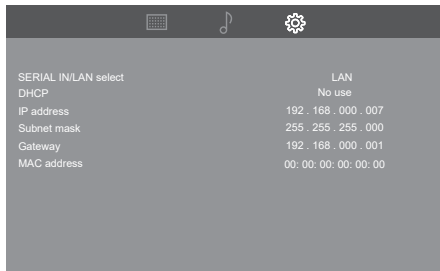 SERIAL IN/LAN select LAN
DHCP No use
IP address 192 . 168 . 000 . 007
Subnet mask 255 . 255 . 255 . 000
Gateway 192 . 168 . 000 . 001
MAC address 00: 00: 00: 00: 00: 00